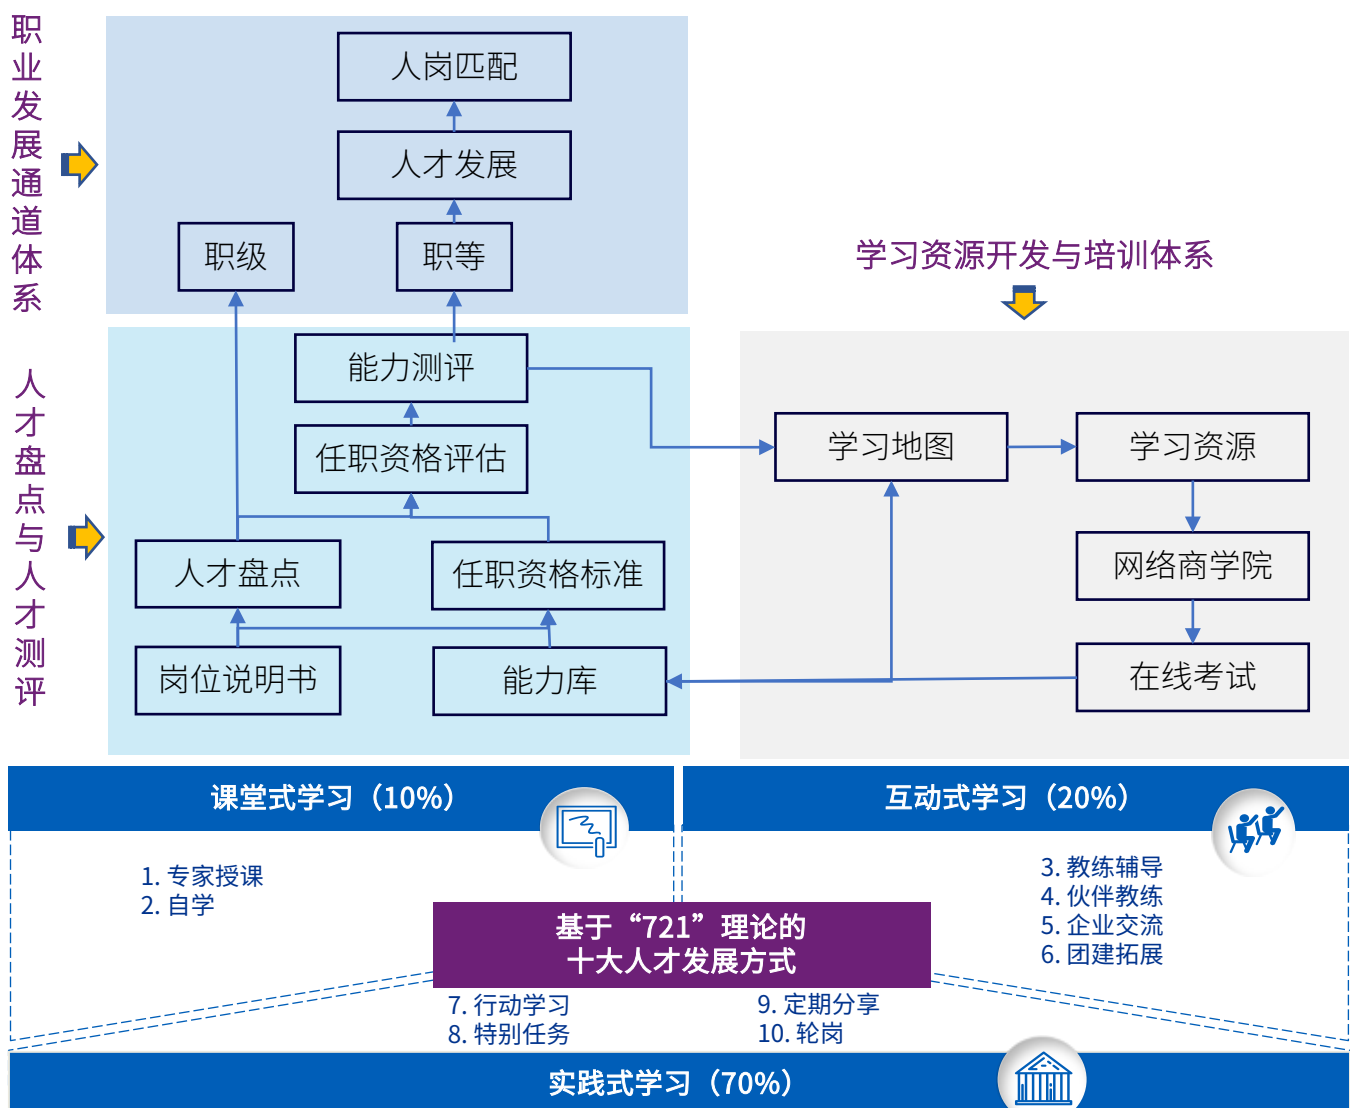 职业发展通道体系
人岗匹配
人才发展
职级
职等
学习资源开发与培训体系
人才盘点与人才测评
能力测评
任职资格评估
人才盘点
任职资格标准
岗位说明书
能力库
学习地图
学习资源
网络商学院
在线考试
课堂式学习（10%）
互动式学习（20%）
1. 专家授课
2. 自学
3. 教练辅导
4. 伙伴教练
5. 企业交流
6. 团建拓展
基于“721”理论的
十大人才发展方式
7. 行动学习
8. 特别任务
9. 定期分享
10. 轮岗
实践式学习（70%）